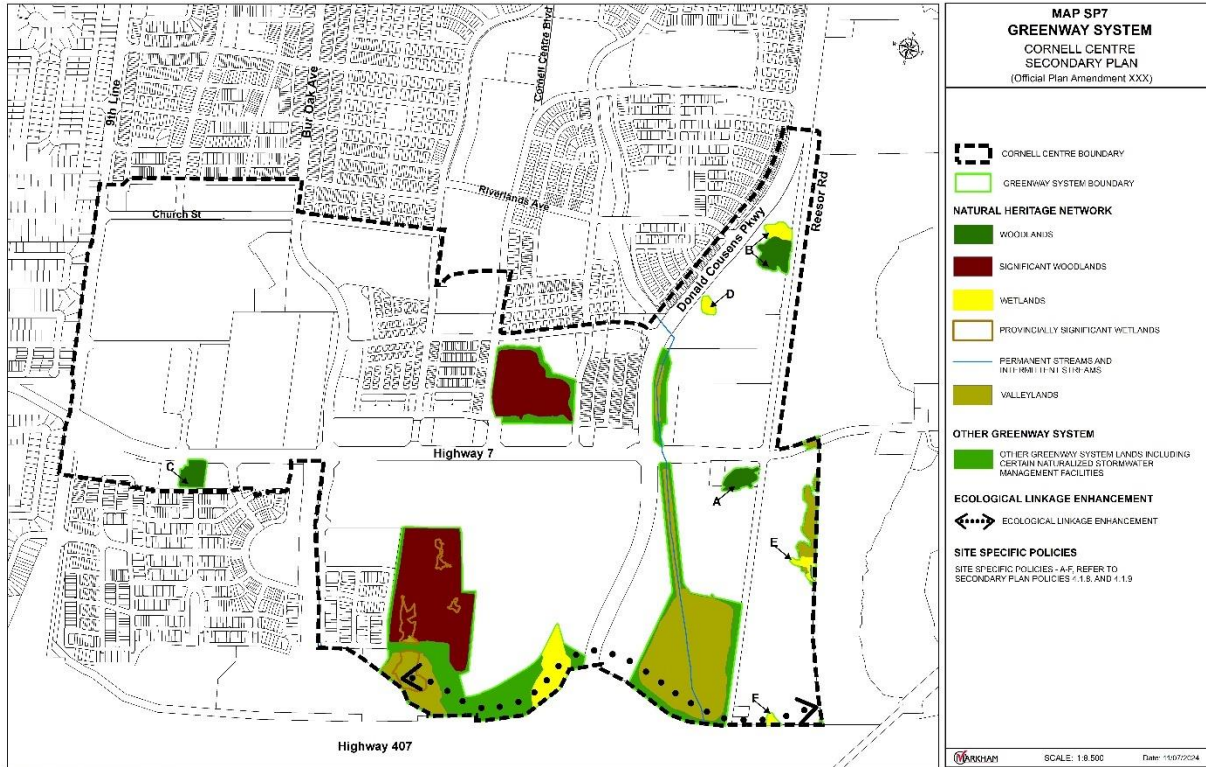 MAP SP7
GREENWAY SYSTEM
CORNELL CENTRE
SECONDARY PLAN
(Official Plan Amendment XXX)
CORNELL CENTRE BOUNDARY
GREENWAY SYSTEM BOUNDARY
NATURAL HERITAGE NETWORK
WOODLANDS
SIGNIFICANT WOODLANDS
WETLANDS
PROVINCIALLY SIGNIFICANT WETLANDS
PERMANENT STREAMS AND
INTERMITTENT STREAMS
VALLEYLANDS
OTHER GREENWAY SYSTEM
OTHER GREENWAY SYSTEM LANDS INCLUDING
CERTAIN NATURALIZED STORMWATER
MANAGEMENT FACILITIES
ECOLOGICAL LINKAGE ENHANCEMENT
ECOLOGICAL LINKAGE ENHANCEMENT
SITE SPECIFIC POLICIES
SITE SPECIFIC POLICIES - A-F, REFER TO
SECONDARY PLAN POLICIES 4.1.8, AND 4.1.9
MARKHAM
SCALE: 1:8,500
Date: 11/07/2024
9th Line
Bur Oak Ave
Cornell Centre Blvd
Riverlands Ave
Church St
Donald Cousens Pkwy
Reesor Rd
B
D
Highway 7
C
A
E
Highway 407